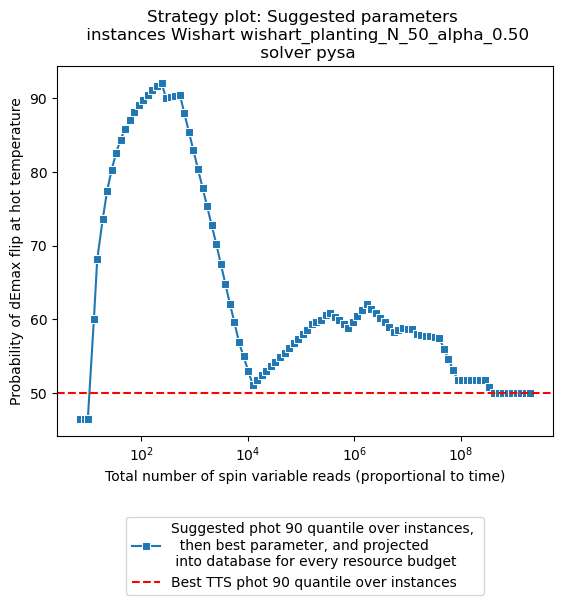 Strategy plot: Suggested parameters
instances Wishart wishart_planting_N_50_alpha_0.50
solver pysa
Probability of dEmax flip at hot temperature
90
80
70
60
50
10^2
10^4
10^6
10^8
Total number of spin variable reads (proportional to time)
Suggested phot 90 quantile over instances,
then best parameter, and projected
into database for every resource budget
Best TTS phot 90 quantile over instances